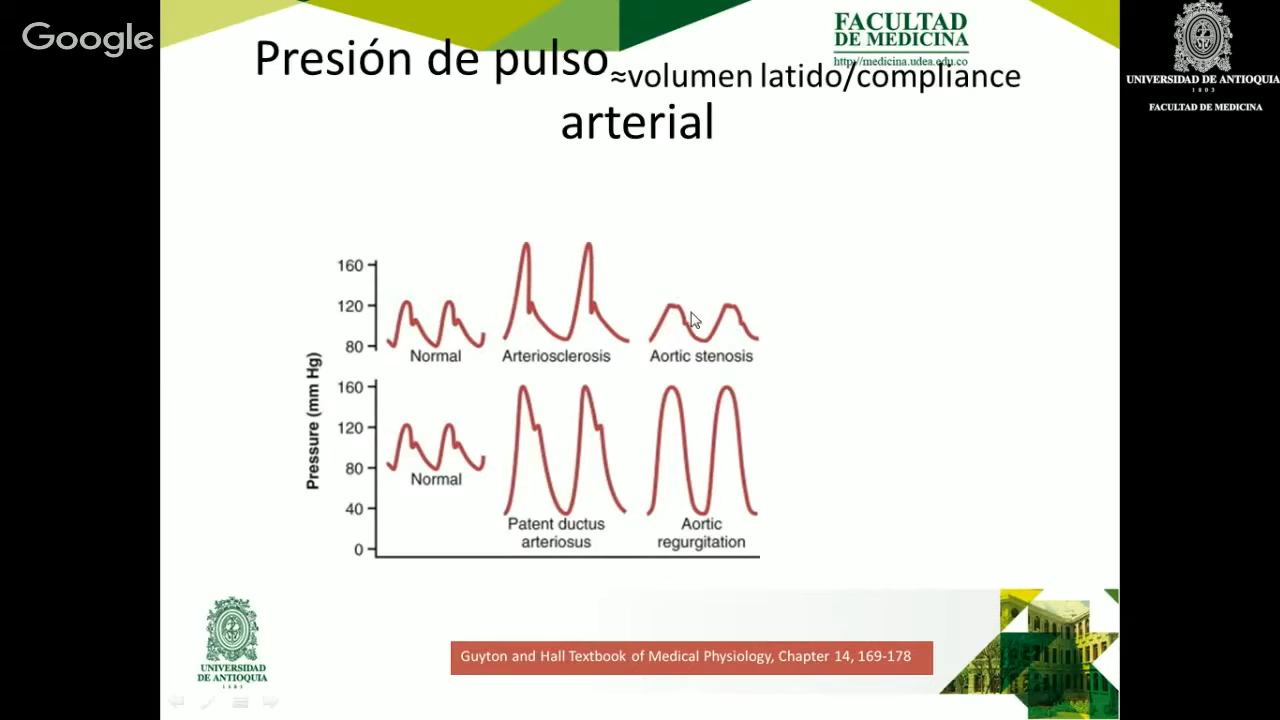 Google
FACULTAD
DE MEDICINA
http://medicina.udea.edu.co
UNIVERSIDAD DE ANTIOQUIA
1803
FACULTAD DE MEDICINA
Presión de pulso≈volumen latido/compliance
arterial
Pressure (mm Hg)
160
120
80
Normal
Arteriosclerosis
Aortic stenosis
160
120
80
40
0
Normal
Patent ductus
arteriosus
Aortic
regurgitation
UNIVERSIDAD
DE ANTIOQUIA
1803
Guyton and Hall Textbook of Medical Physiology, Chapter 14, 169-178